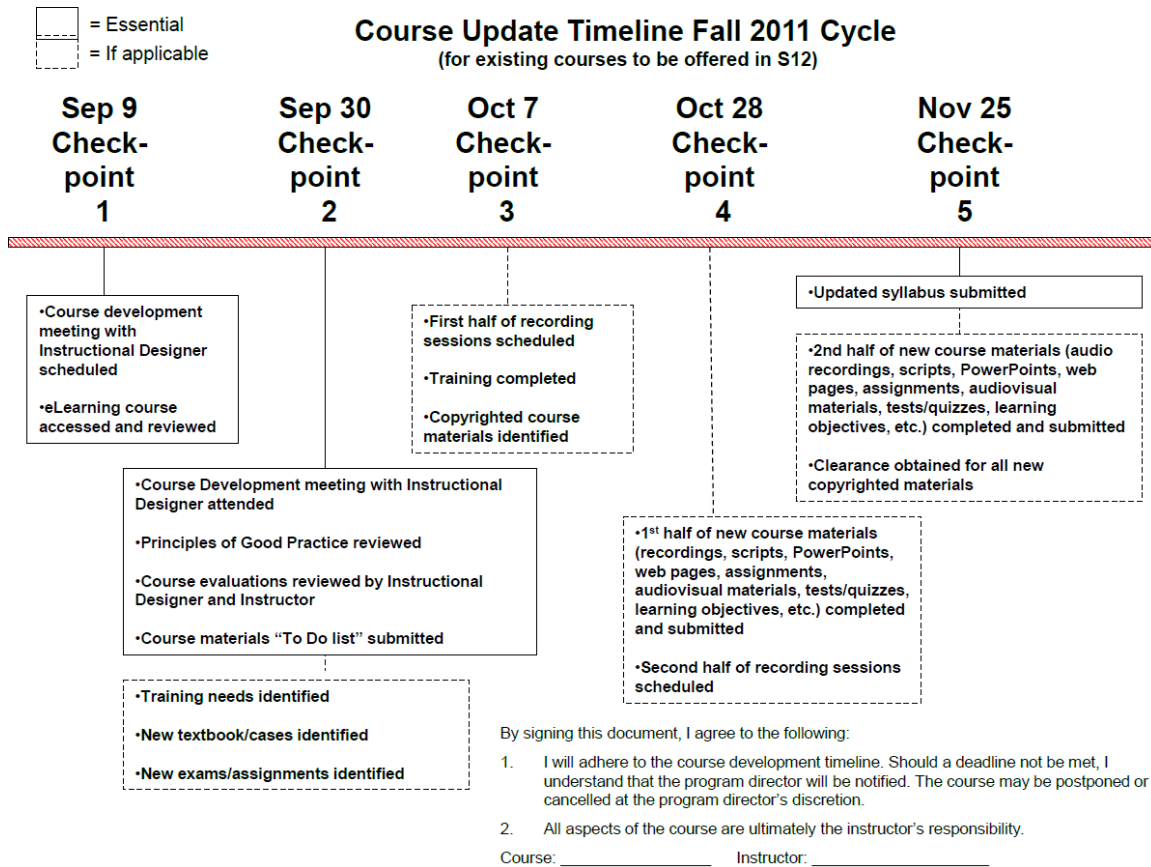 = Essential
= If applicable
Course Update Timeline Fall 2011 Cycle
(for existing courses to be offered in S12)
Sep 9
Check-
point
1
Sep 30
Check-
point
2
Oct 7
Check-
point
3
Oct 28
Check-
point
4
Nov 25
Check-
point
5
•Course development
meeting with
Instructional Designer
scheduled
•eLearning course
accessed and reviewed
•Course Development meeting with Instructional
Designer attended
•Principles of Good Practice reviewed
•Course evaluations reviewed by Instructional
Designer and Instructor
•Course materials “To Do list” submitted
•Training needs identified
•New textbook/cases identified
•New exams/assignments identified
•First half of recording
sessions scheduled
•Training completed
•Copyrighted course
materials identified
•1st half of new course materials
(recordings, scripts, PowerPoints,
web pages, assignments,
audiovisual materials, tests/quizzes,
learning objectives, etc.) completed
and submitted
•Second half of recording sessions
scheduled
•Updated syllabus submitted
•2nd half of new course materials (audio
recordings, scripts, PowerPoints, web
pages, assignments, audiovisual
materials, tests/quizzes, learning
objectives, etc.) completed and submitted
•Clearance obtained for all new
copyrighted materials
By signing this document, I agree to the following:
1. I will adhere to the course development timeline. Should a deadline not be met, I
understand that the program director will be notified. The course may be postponed or
cancelled at the program director’s discretion.
2. All aspects of the course are ultimately the instructor’s responsibility.
Course: ________________ Instructor: ____________________